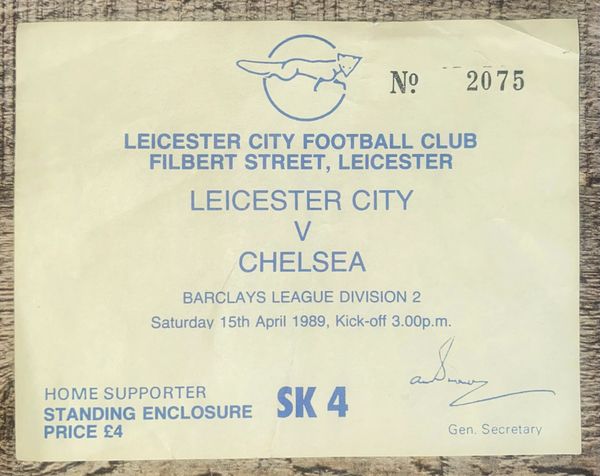 Nº 2075
LEICESTER CITY FOOTBALL CLUB
FILBERT STREET, LEICESTER
LEICESTER CITY
V
CHELSEA
BARCLAYS LEAGUE DIVISION 2
Saturday 15th April 1989, Kick-off 3.00p.m.
HOME SUPPORTER
STANDING ENCLOSURE
PRICE £4
SK 4
Gen. Secretary